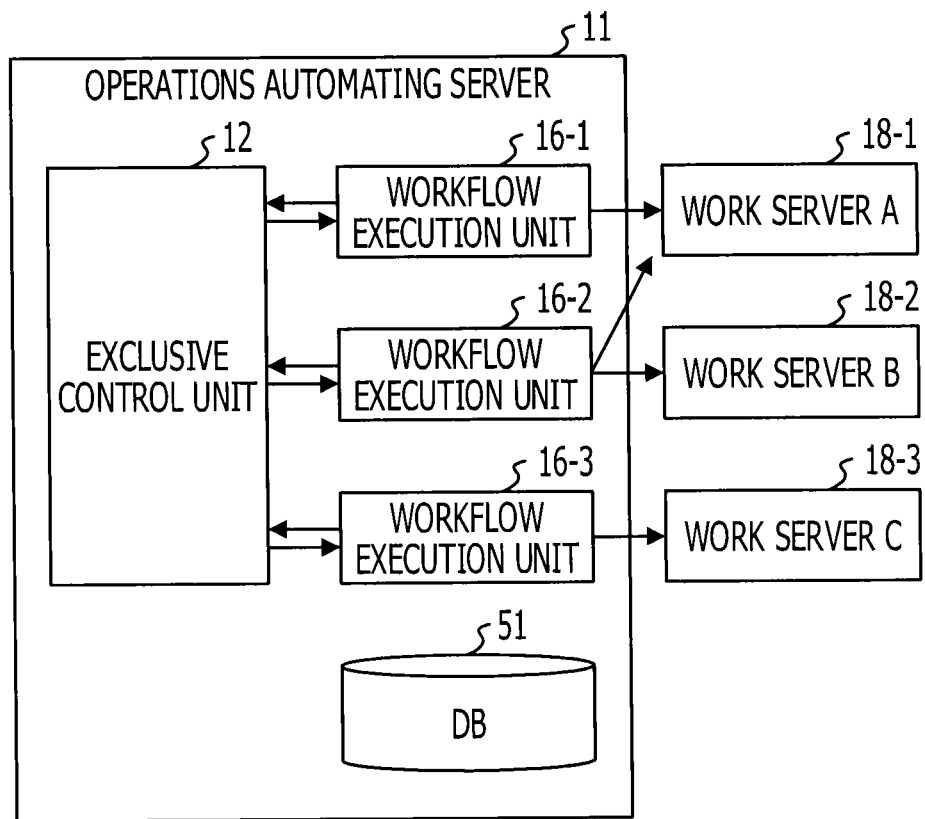 11
OPERATIONS AUTOMATING SERVER
12
16-1
18-1
WORKFLOW
EXECUTION UNIT
WORK SERVER A
16-2
18-2
EXCLUSIVE
CONTROL UNIT
WORKFLOW
EXECUTION UNIT
WORK SERVER B
16-3
18-3
WORKFLOW
EXECUTION UNIT
WORK SERVER C
51
DB